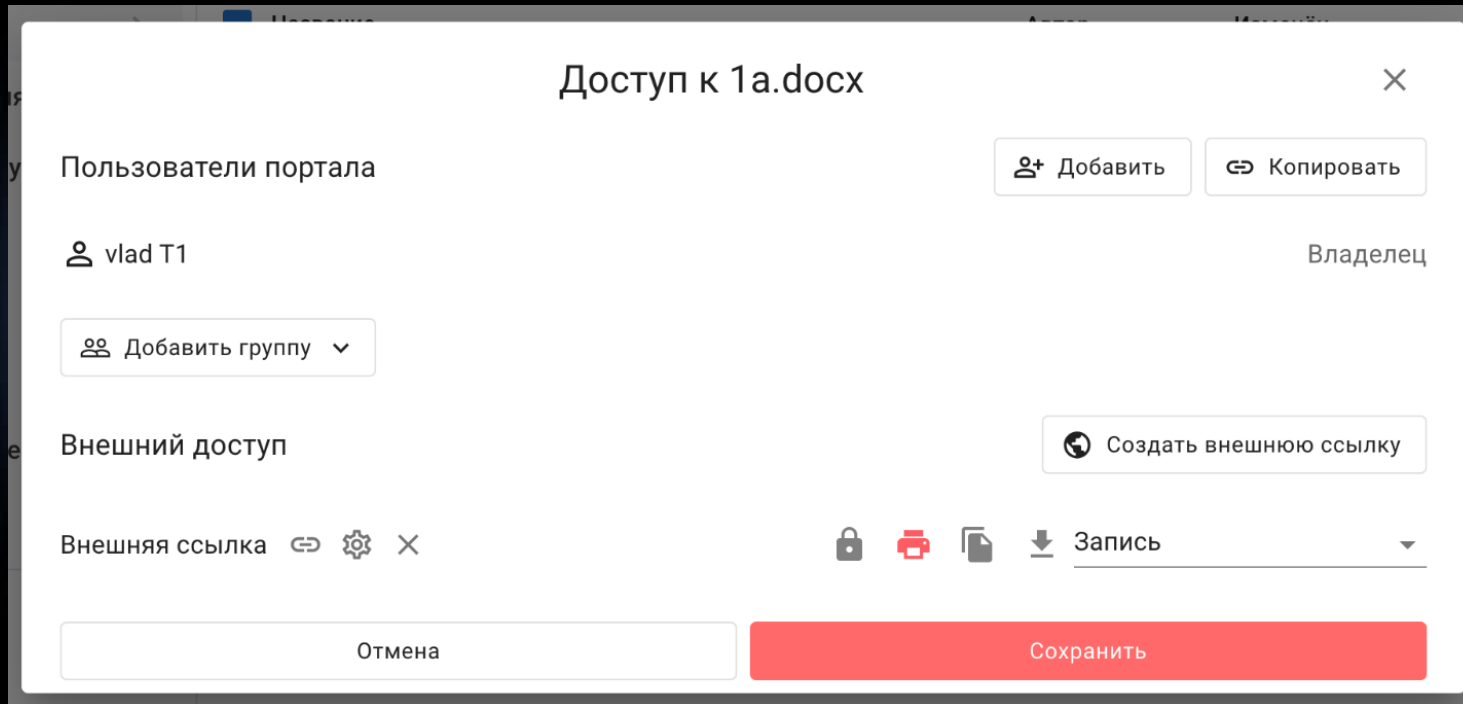 Доступ к 1a.docx
Пользователи портала
Добавить
Копировать
vlad T1
Владелец
Добавить группу
Внешний доступ
Создать внешнюю ссылку
Внешняя ссылка
Запись
Отмена
Сохранить